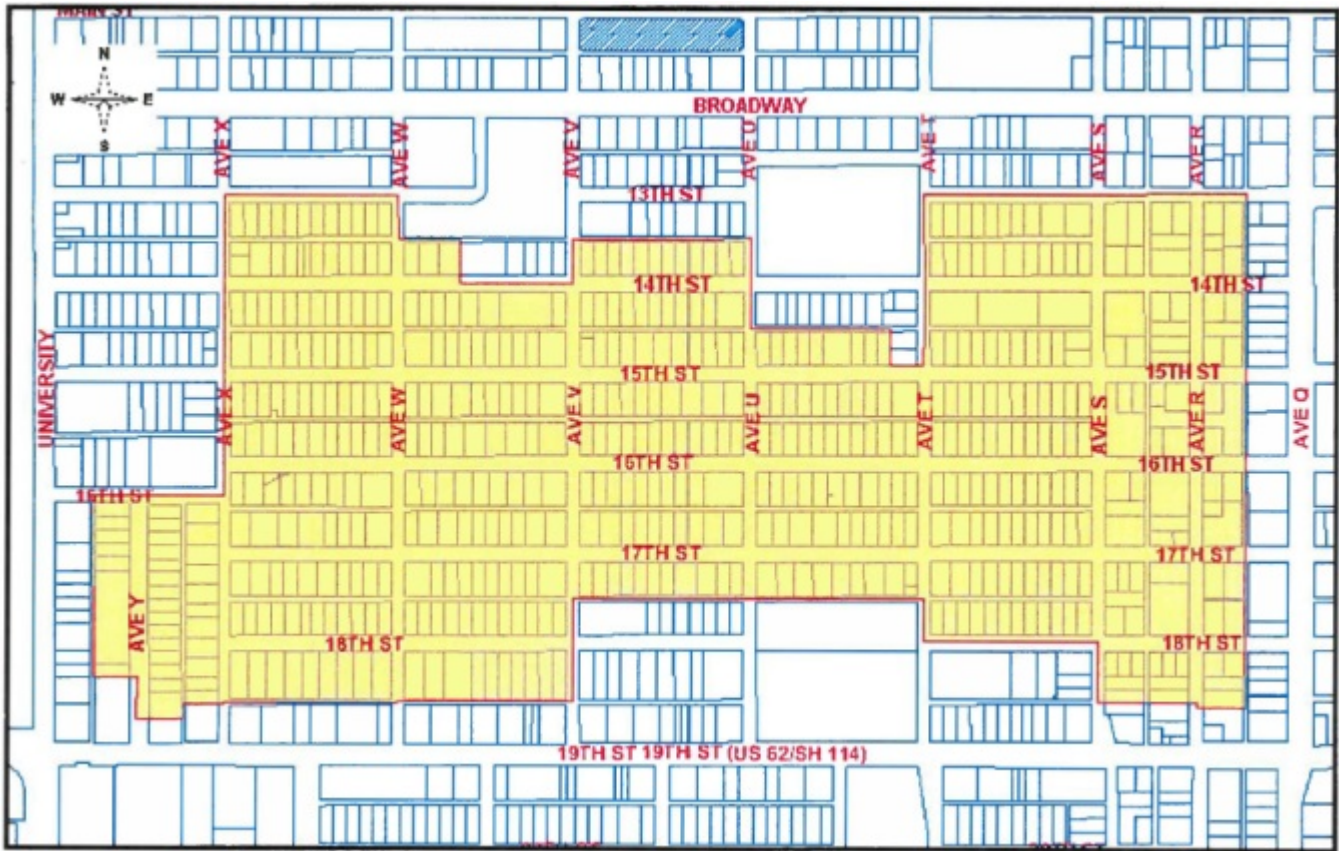 MAIN ST
N
W E
S
BROADWAY
AVE X
AVE W
AVE V
AVE U
AVE T
AVE S
AVE R
13TH ST
14TH ST
14TH ST
UNIVERSITY
15TH ST
15TH ST
AVE X
AVE W
AVE V
AVE U
AVE T
AVE S
AVE R
AVE Q
16TH ST
16TH ST
16TH ST
17TH ST
17TH ST
AVE Y
18TH ST
18TH ST
19TH ST 19TH ST (US 62/SH 114)